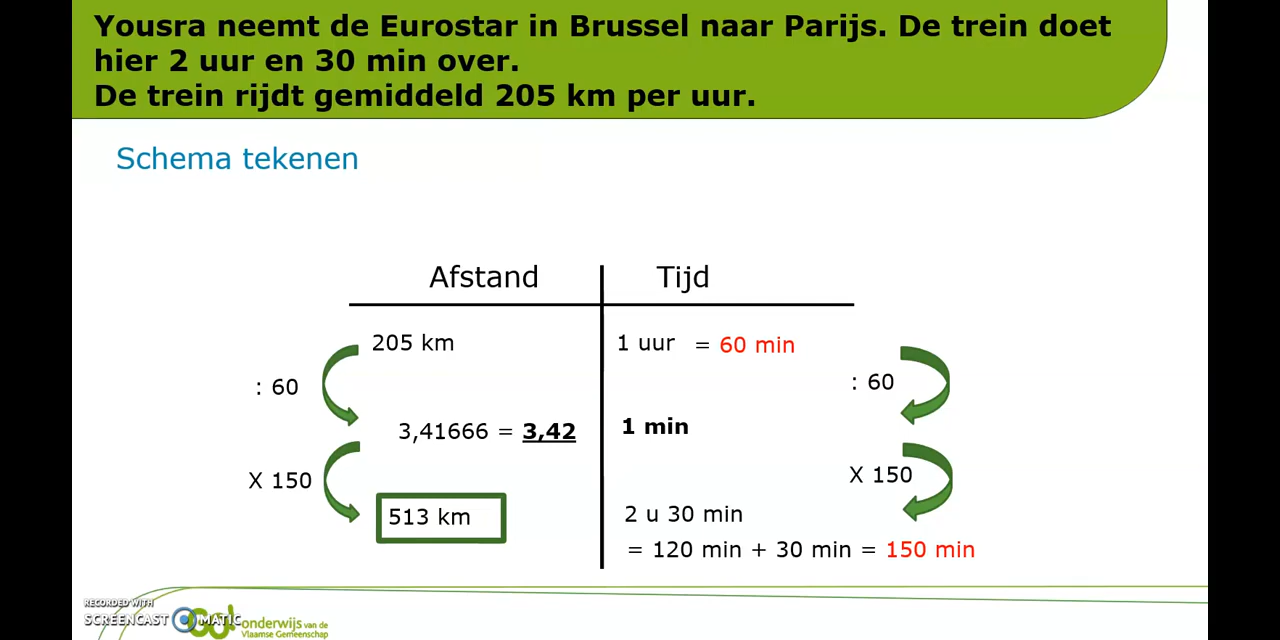 Yousra neemt de Eurostar in Brussel naar Parijs. De trein doet
hier 2 uur en 30 min over.
De trein rijdt gemiddeld 205 km per uur.
Schema tekenen
Afstand Tijd
205 km 1 uur = 60 min
: 60 : 60
3,41666 = 3,42 1 min
X 150 X 150
513 km 2 u 30 min
= 120 min + 30 min = 150 min
RECORDED WITH
SCREENCAST MATIC
onderwijs van de
Vlaamse Gemeenschap